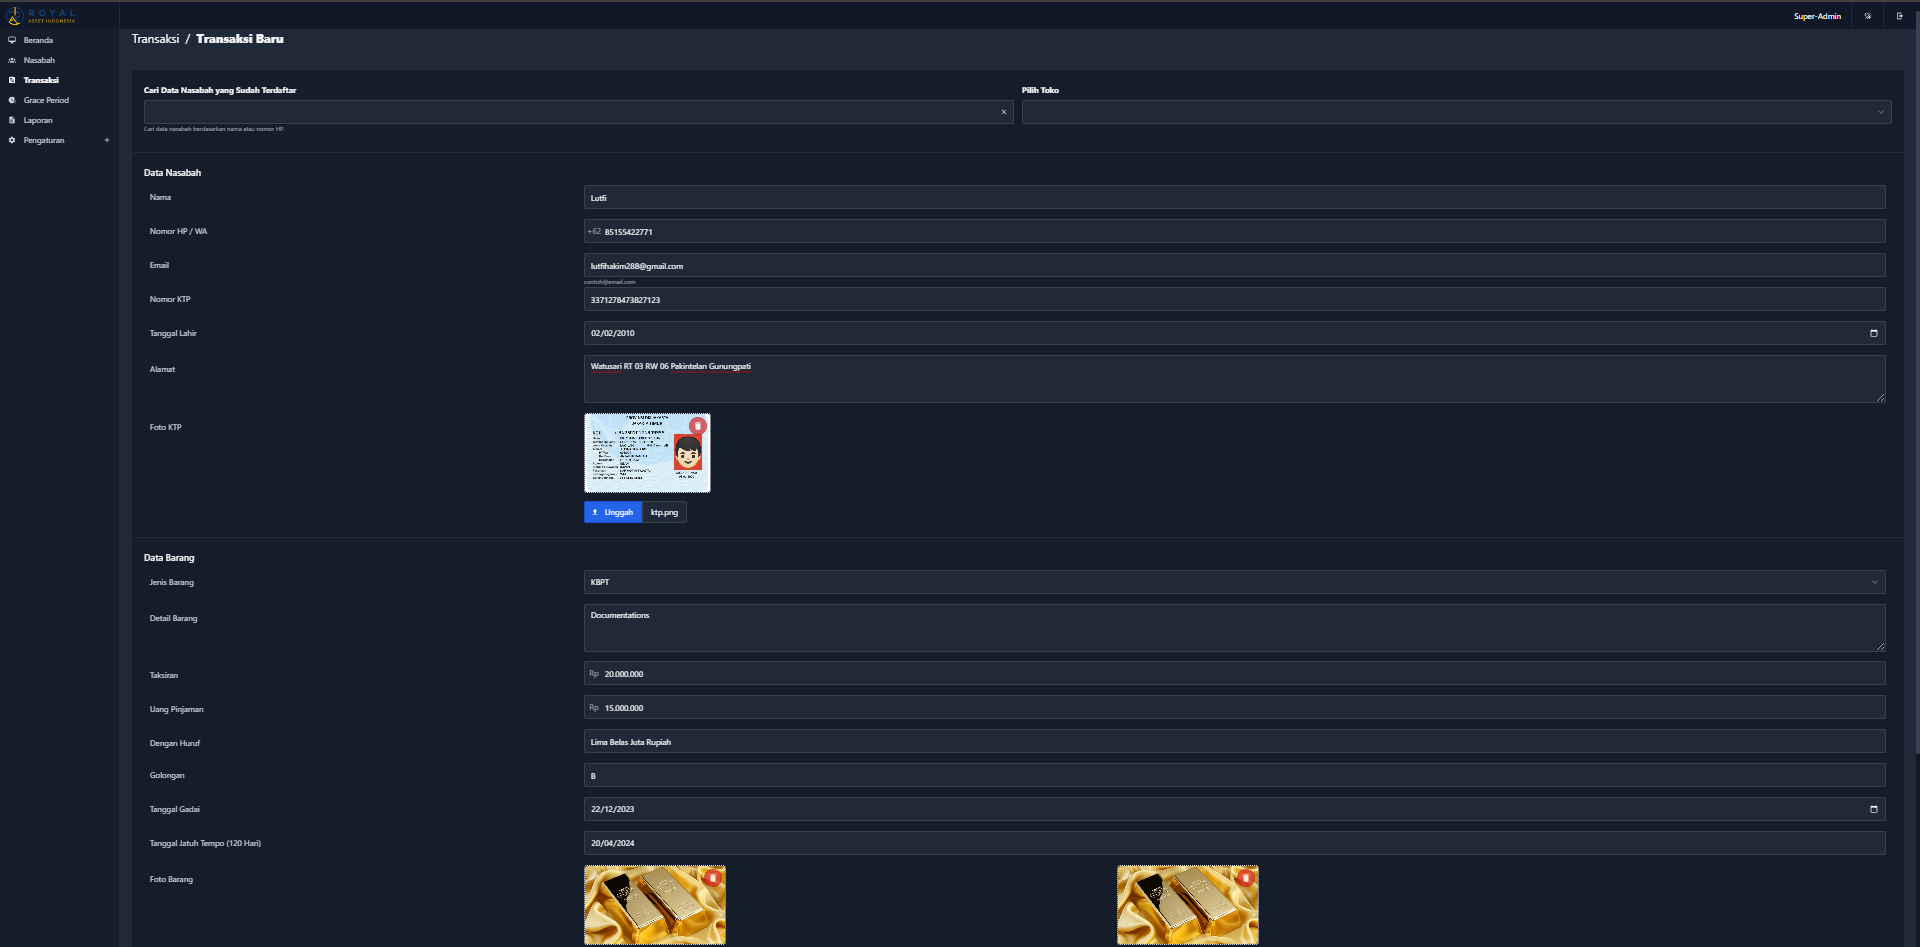 ROYAL
ASSET INDONESIA
Super-Admin
Beranda
Nasabah
Transaksi
Grace Period
Laporan
Pengaturan +
Transaksi / Transaksi Baru
Cari Data Nasabah yang Sudah Terdaftar
Cari data nasabah berdasarkan nama atau nomor HP.
Pilih Toko
Data Nasabah
Nama
Lutfi
Nomor HP / WA
+62 85155422771
Email
lutfihakim288@gmail.com
contoh@email.com
Nomor KTP
3371278473827123
Tanggal Lahir
02/02/2010
Alamat
Watusari RT 03 RW 06 Pakintelan Gunungpati
Foto KTP
Unggah ktp.png
Data Barang
Jenis Barang
KBPT
Detail Barang
Documentations
Taksiran
Rp 20.000.000
Uang Pinjaman
Rp 15.000.000
Dengan Huruf
Lima Belas Juta Rupiah
Golongan
B
Tanggal Gadai
22/12/2023
Tanggal Jatuh Tempo (120 Hari)
20/04/2024
Foto Barang